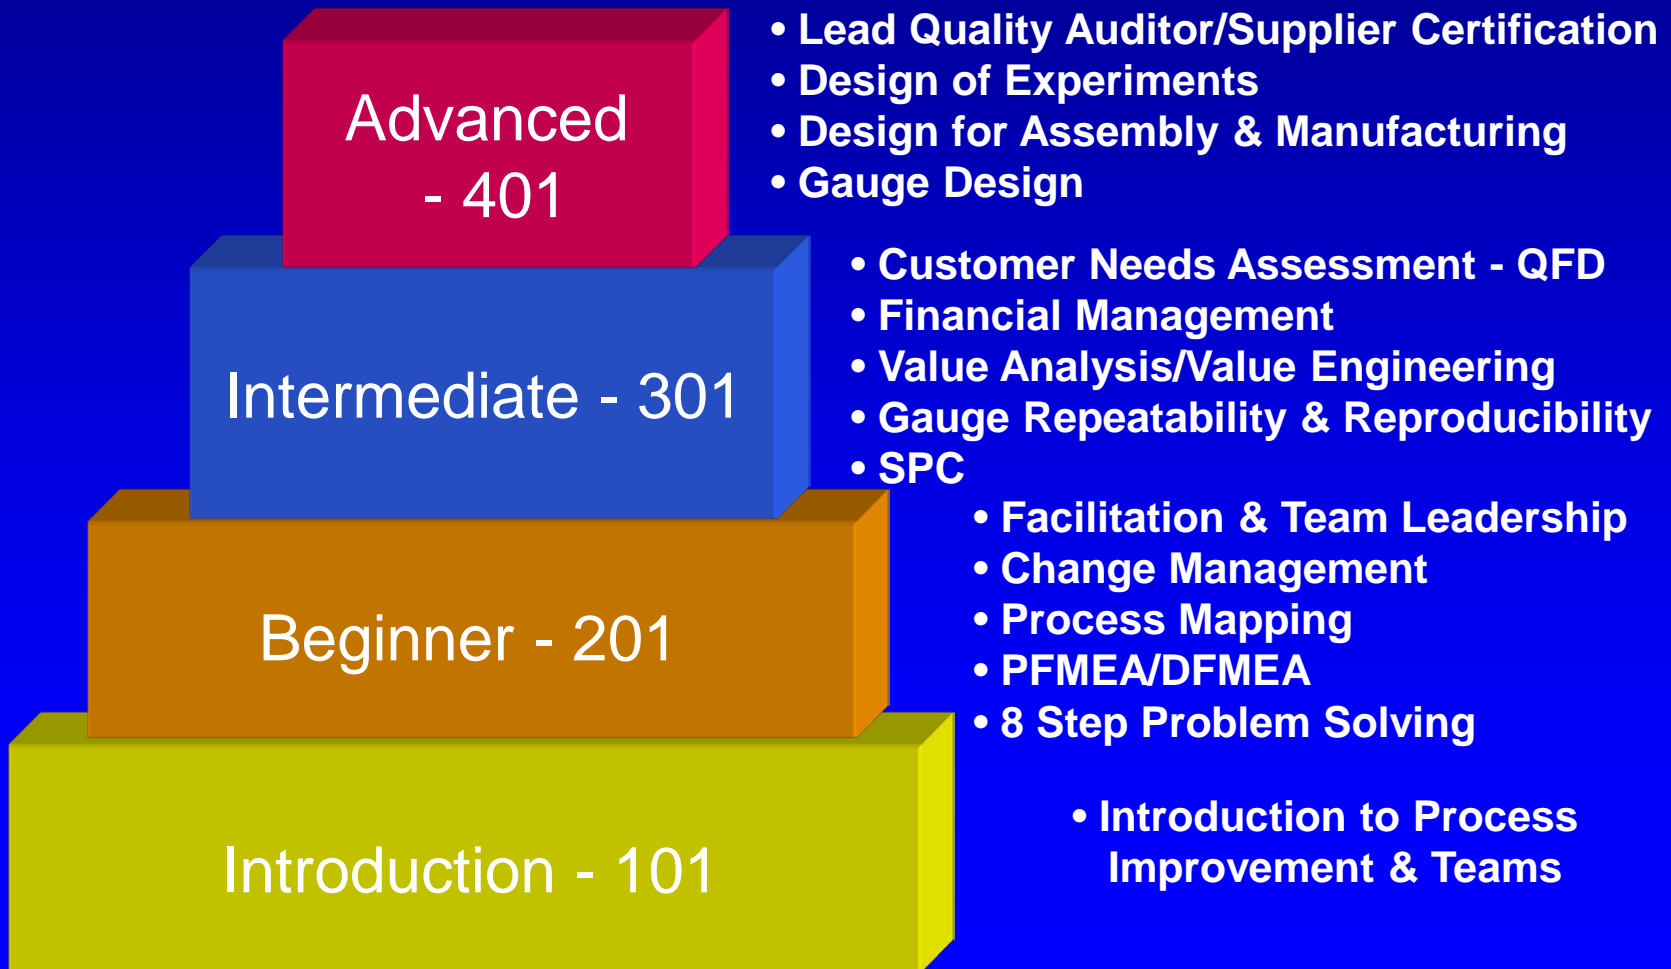 Advanced
- 401
• Lead Quality Auditor/Supplier Certification
• Design of Experiments
• Design for Assembly & Manufacturing
• Gauge Design
Intermediate - 301
• Customer Needs Assessment - QFD
• Financial Management
• Value Analysis/Value Engineering
• Gauge Repeatability & Reproducibility
• SPC
Beginner - 201
• Facilitation & Team Leadership
• Change Management
• Process Mapping
• PFMEA/DFMEA
• 8 Step Problem Solving
Introduction - 101
• Introduction to Process
Improvement & Teams